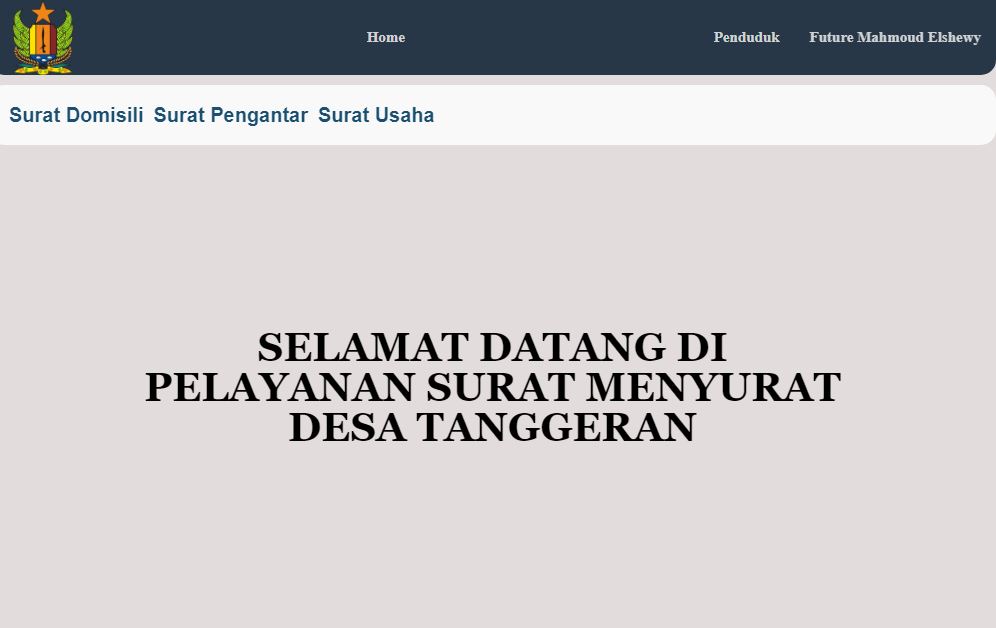 Home
Penduduk
Future Mahmoud Elshewy
Surat Domisili Surat Pengantar Surat Usaha
SELAMAT DATANG DI
PELAYANAN SURAT MENYURAT
DESA TANGGERAN